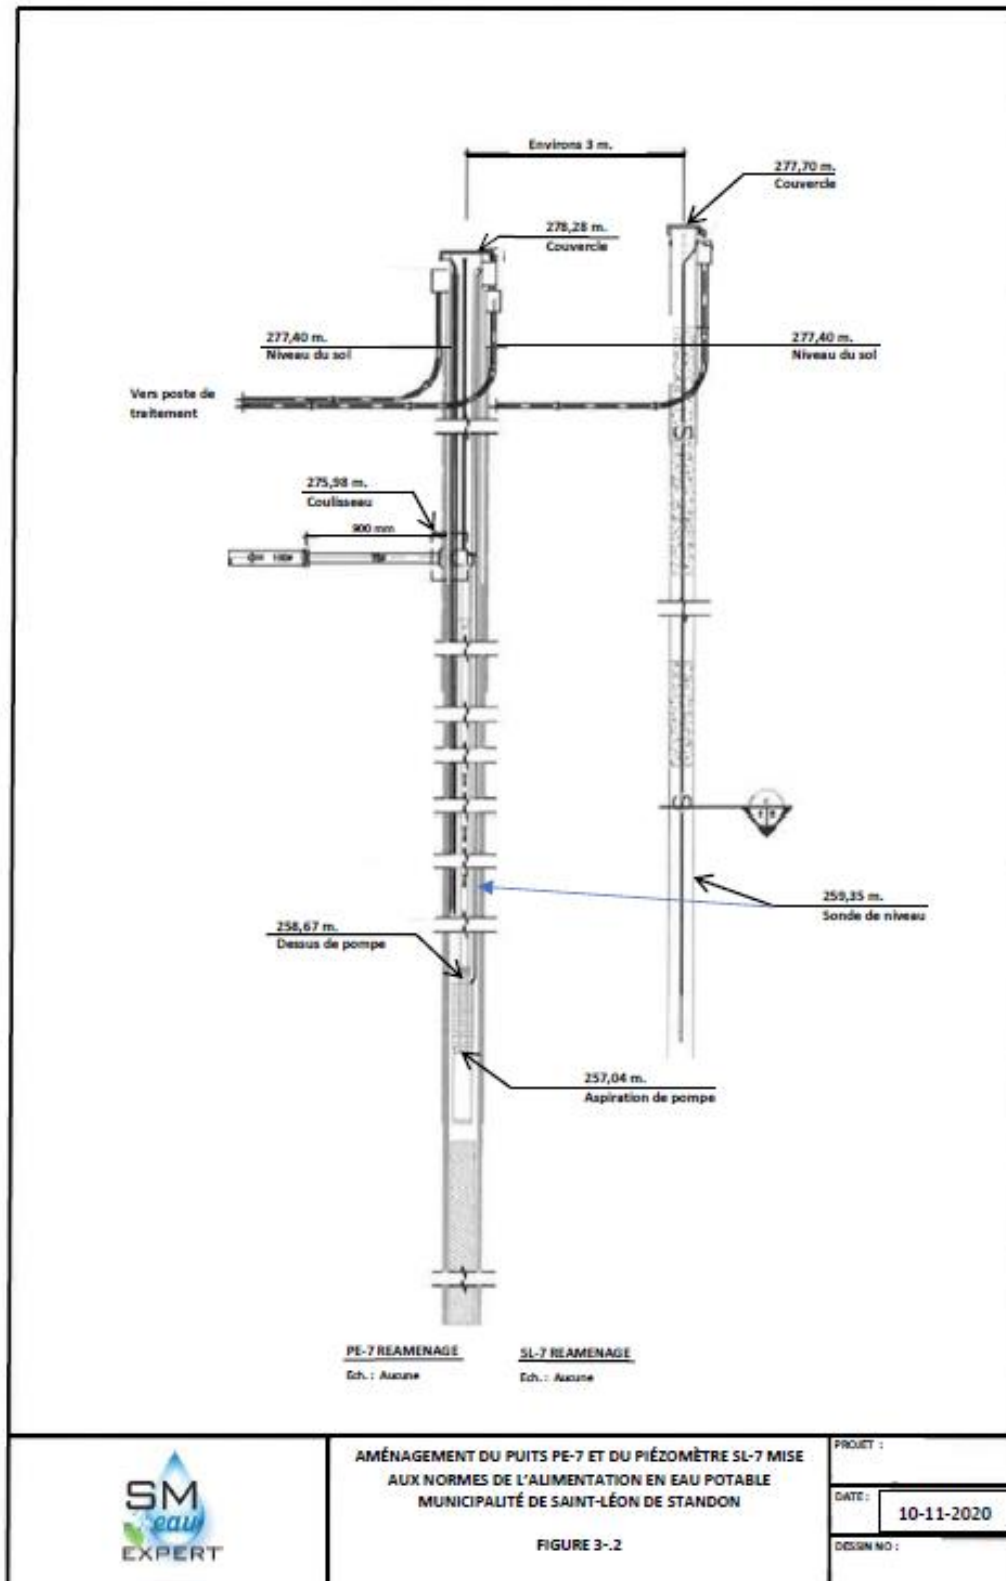 Environs 3 m.
277,70 m.
Couvercle
278,28 m.
Couvercle
277,40 m.
Niveau du sol
277,40 m.
Niveau du sol
Vers poste de
traitement
275,98 m.
Coulisseau
900 mm
S
S
259,35 m.
Sonde de niveau
258,67 m.
Dessus de pompe
257,04 m.
Aspiration de pompe
PE-7 REAMENAGE
Ech. : Aucune
SL-7 REAMENAGE
Ech. : Aucune
SM
eau
EXPERT
AMÉNAGEMENT DU PUITS PE-7 ET DU PIÉZOMÈTRE SL-7 MISE
AUX NORMES DE L'ALIMENTATION EN EAU POTABLE
MUNICIPALITÉ DE SAINT-LÉON DE STANDON
FIGURE 3-.2
PROJET :
DATE :
10-11-2020
DESSIN NO :